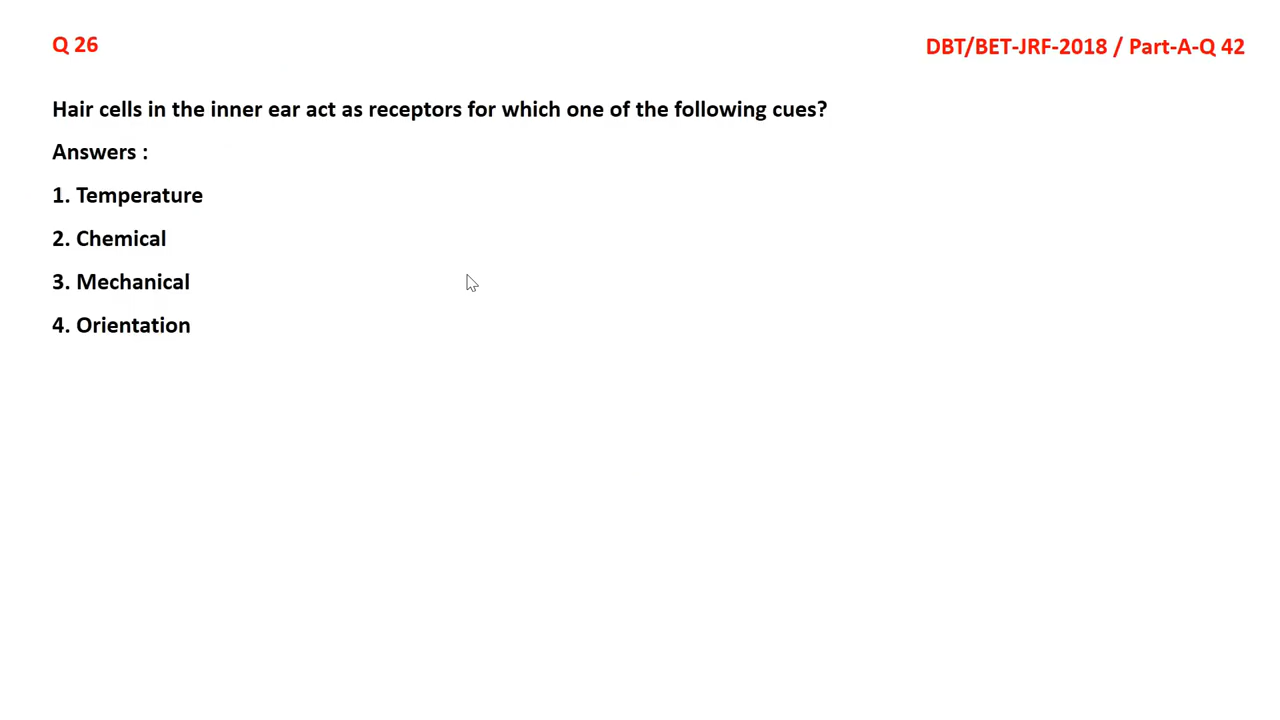 Q 26
DBT/BET-JRF-2018 / Part-A-Q 42
Hair cells in the inner ear act as receptors for which one of the following cues?
Answers :
1. Temperature
2. Chemical
3. Mechanical
4. Orientation